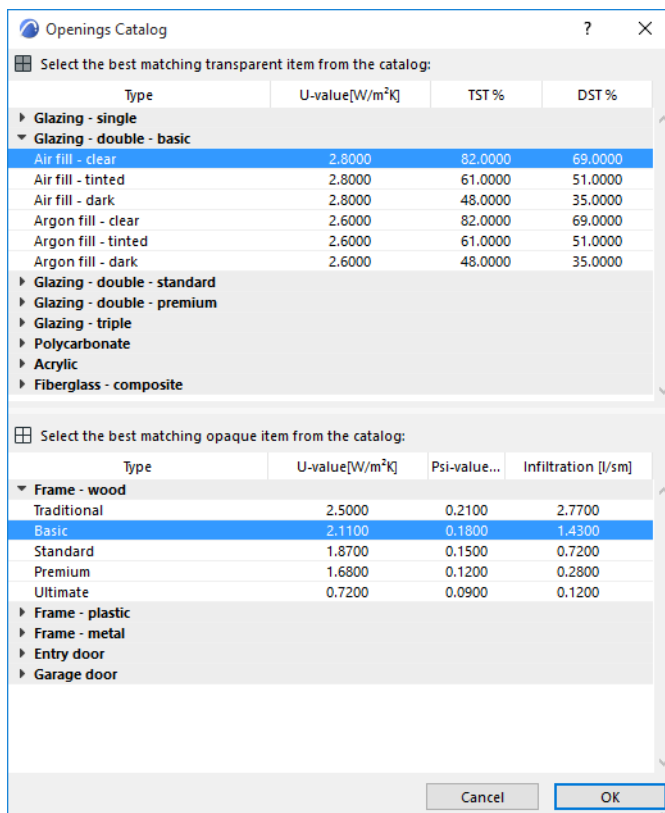 Openings Catalog ?
Select the best matching transparent item from the catalog:
Type U-value[W/m²K] TST % DST %
Glazing - single
Glazing - double - basic
Air fill - clear 2.8000 82.0000 69.0000
Air fill - tinted 2.8000 61.0000 51.0000
Air fill - dark 2.8000 48.0000 35.0000
Argon fill - clear 2.6000 82.0000 69.0000
Argon fill - tinted 2.6000 61.0000 51.0000
Argon fill - dark 2.6000 48.0000 35.0000
Glazing - double - standard
Glazing - double - premium
Glazing - triple
Polycarbonate
Acrylic
Fiberglass - composite
Select the best matching opaque item from the catalog:
Type U-value[W/m²K] Psi-value... Infiltration [l/sm]
Frame - wood
Traditional 2.5000 0.2100 2.7700
Basic 2.1100 0.1800 1.4300
Standard 1.8700 0.1500 0.7200
Premium 1.6800 0.1200 0.2800
Ultimate 0.7200 0.0900 0.1200
Frame - plastic
Frame - metal
Entry door
Garage door
Cancel OK